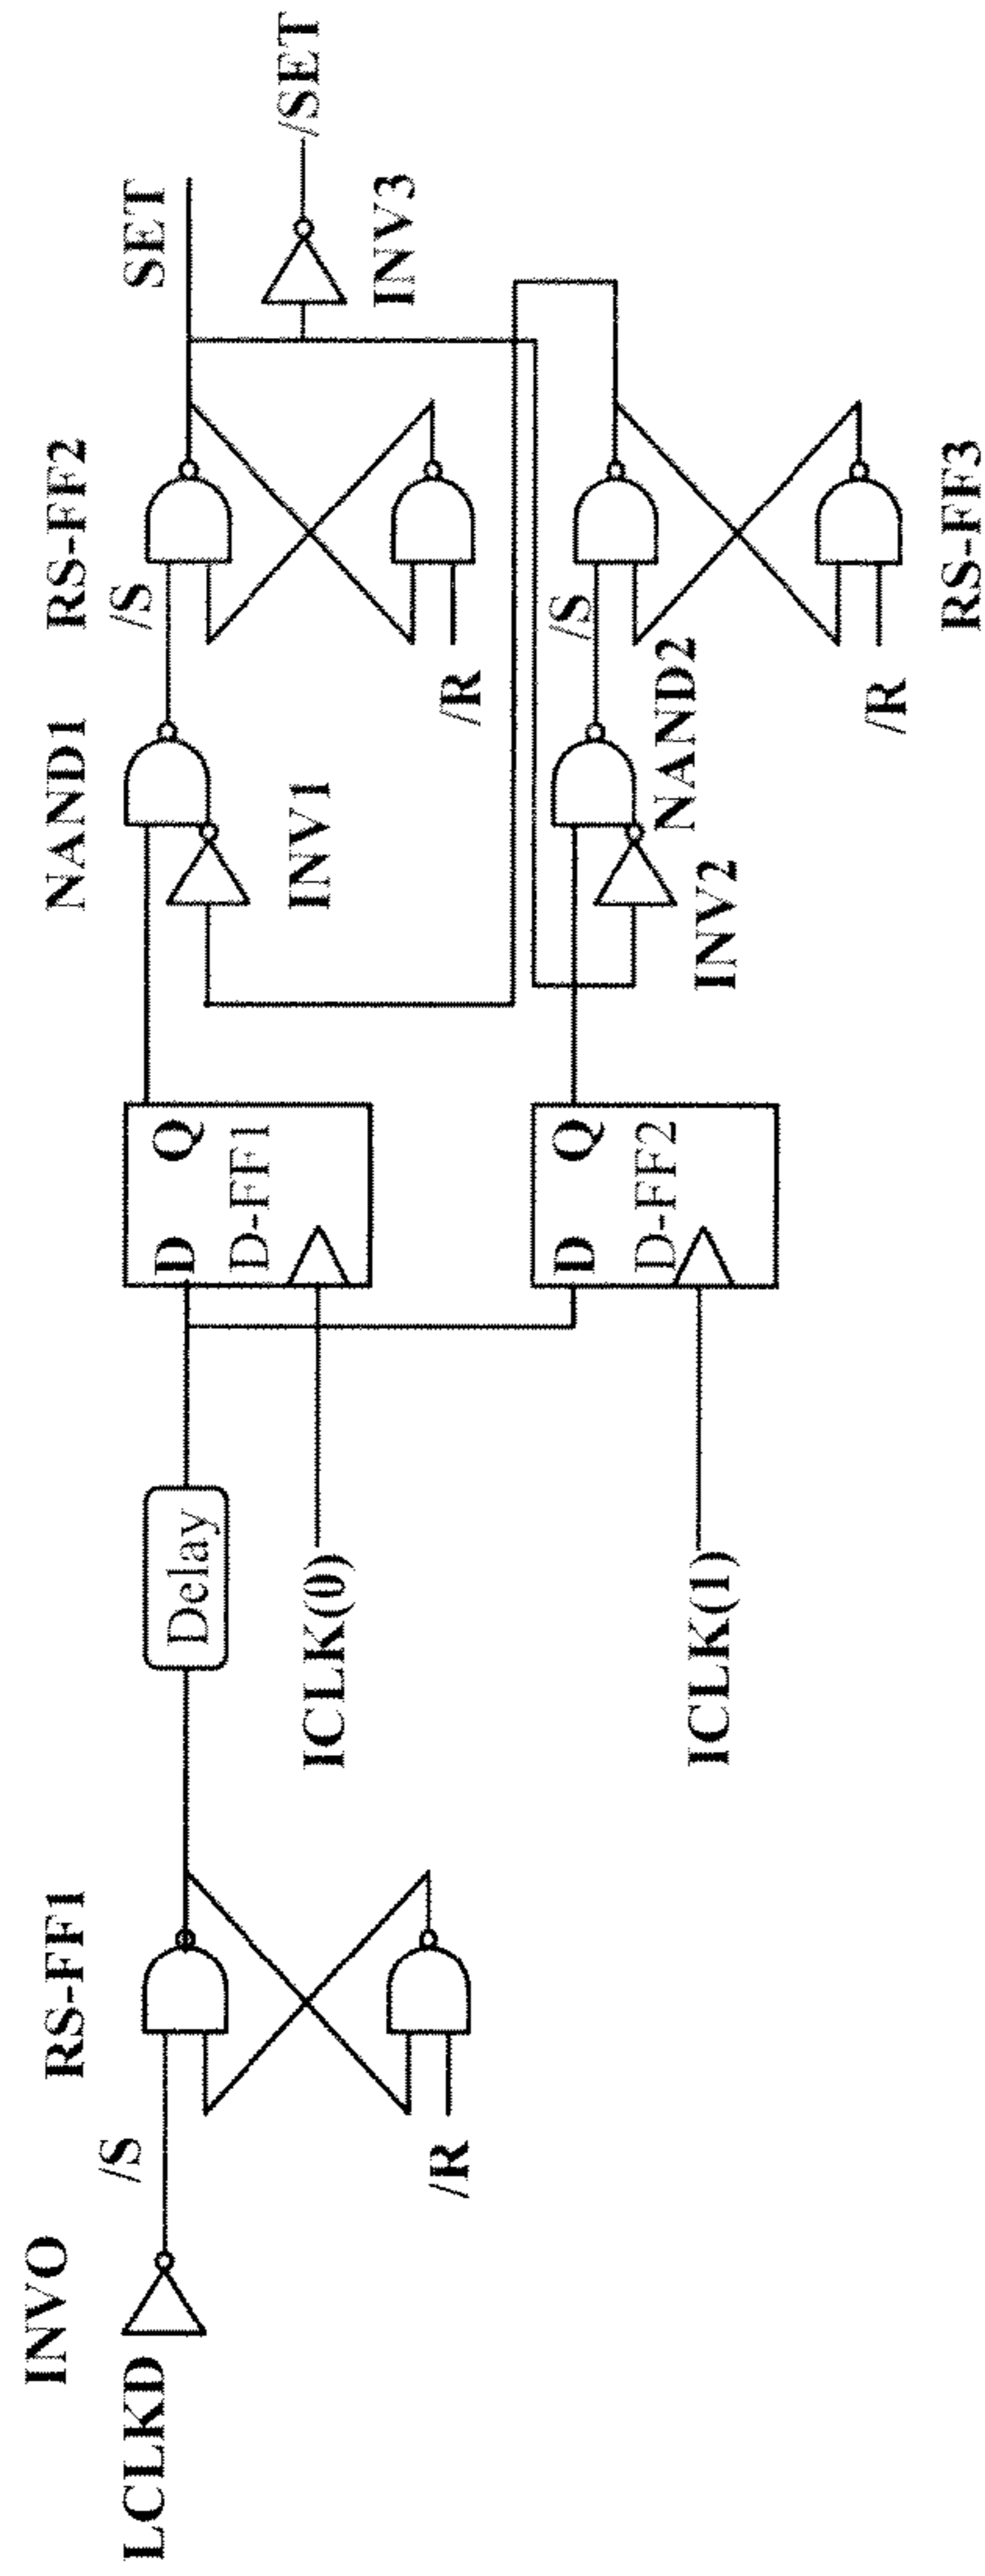 INVO
RS-FF1
NAND1
RS-FF2
SET
LCLKD
/S
Delay
D
Q
D-FF1
/S
/SET
INV1
INV3
/R
ICLK(0)
/R
D
Q
D-FF2
/S
NAND2
ICLK(1)
INV2
/R
RS-FF3